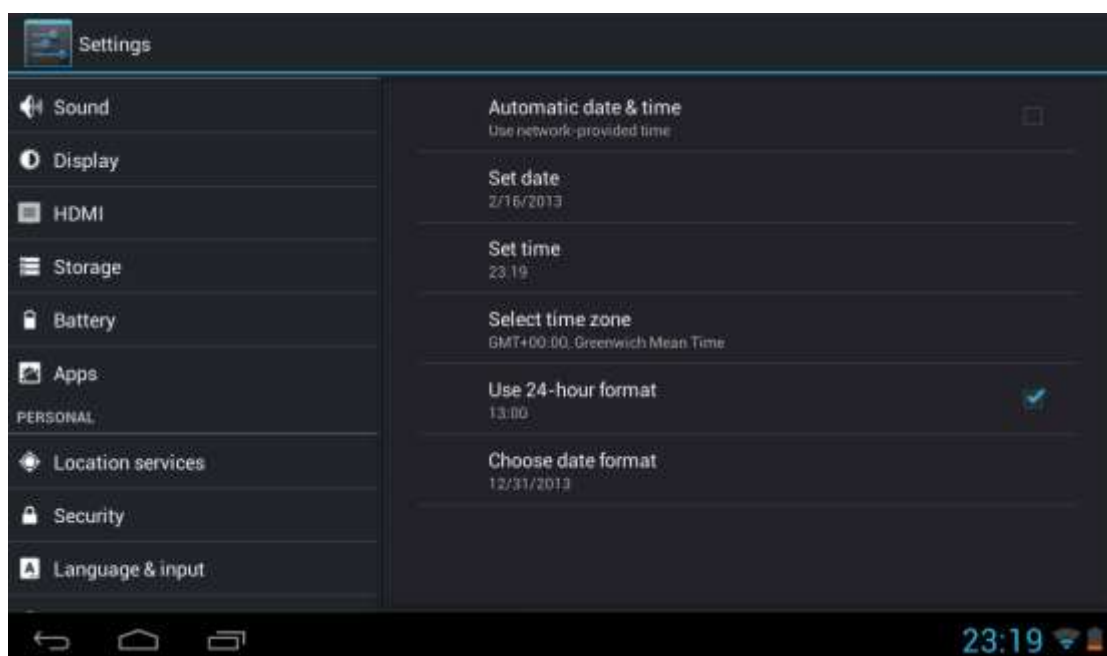 Settings
Sound
Display
HDMI
Storage
Battery
Apps
PERSONAL
Location services
Security
Language & input
Automatic date & time
Use network-provided time
Set date
2/16/2013
Set time
23:19
Select time zone
GMT+00:00, Greenwich Mean Time
Use 24-hour format
13:00
Choose date format
12/31/2013
23:19